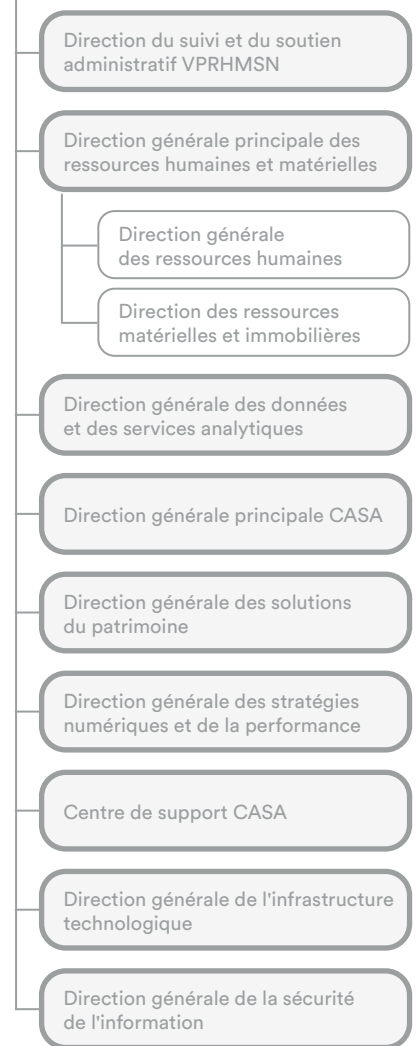 Direction du suivi et du soutien
administratif VPRHMSN
Direction générale principale des
ressources humaines et matérielles
Direction générale
des ressources humaines
Direction des ressources
matérielles et immobilières
Direction générale des données
et des services analytiques
Direction générale principale CASA
Direction générale des solutions
du patrimoine
Direction générale des stratégies
numériques et de la performance
Centre de support CASA
Direction générale de l'infrastructure
technologique
Direction générale de la sécurité
de l'information